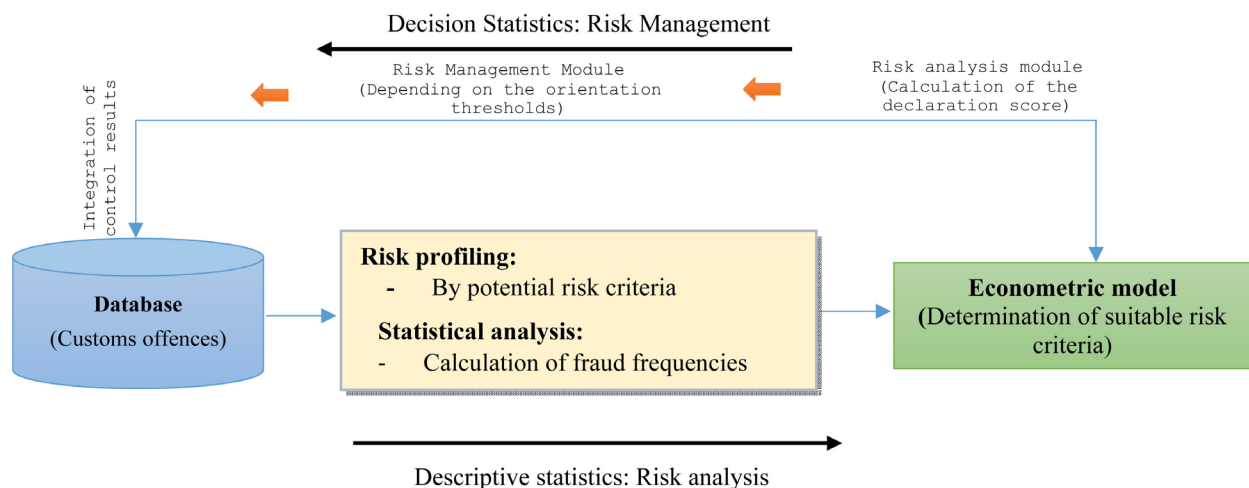 Decision Statistics: Risk Management
Risk Management Module
(Depending on the orientation
thresholds)
Risk analysis module
(Calculation of the
declaration score)
Integration of
control results
Database
(Customs offences)
Risk profiling:
- By potential risk criteria
Statistical analysis:
- Calculation of fraud frequencies
Econometric model
(Determination of suitable risk
criteria)
Descriptive statistics: Risk analysis